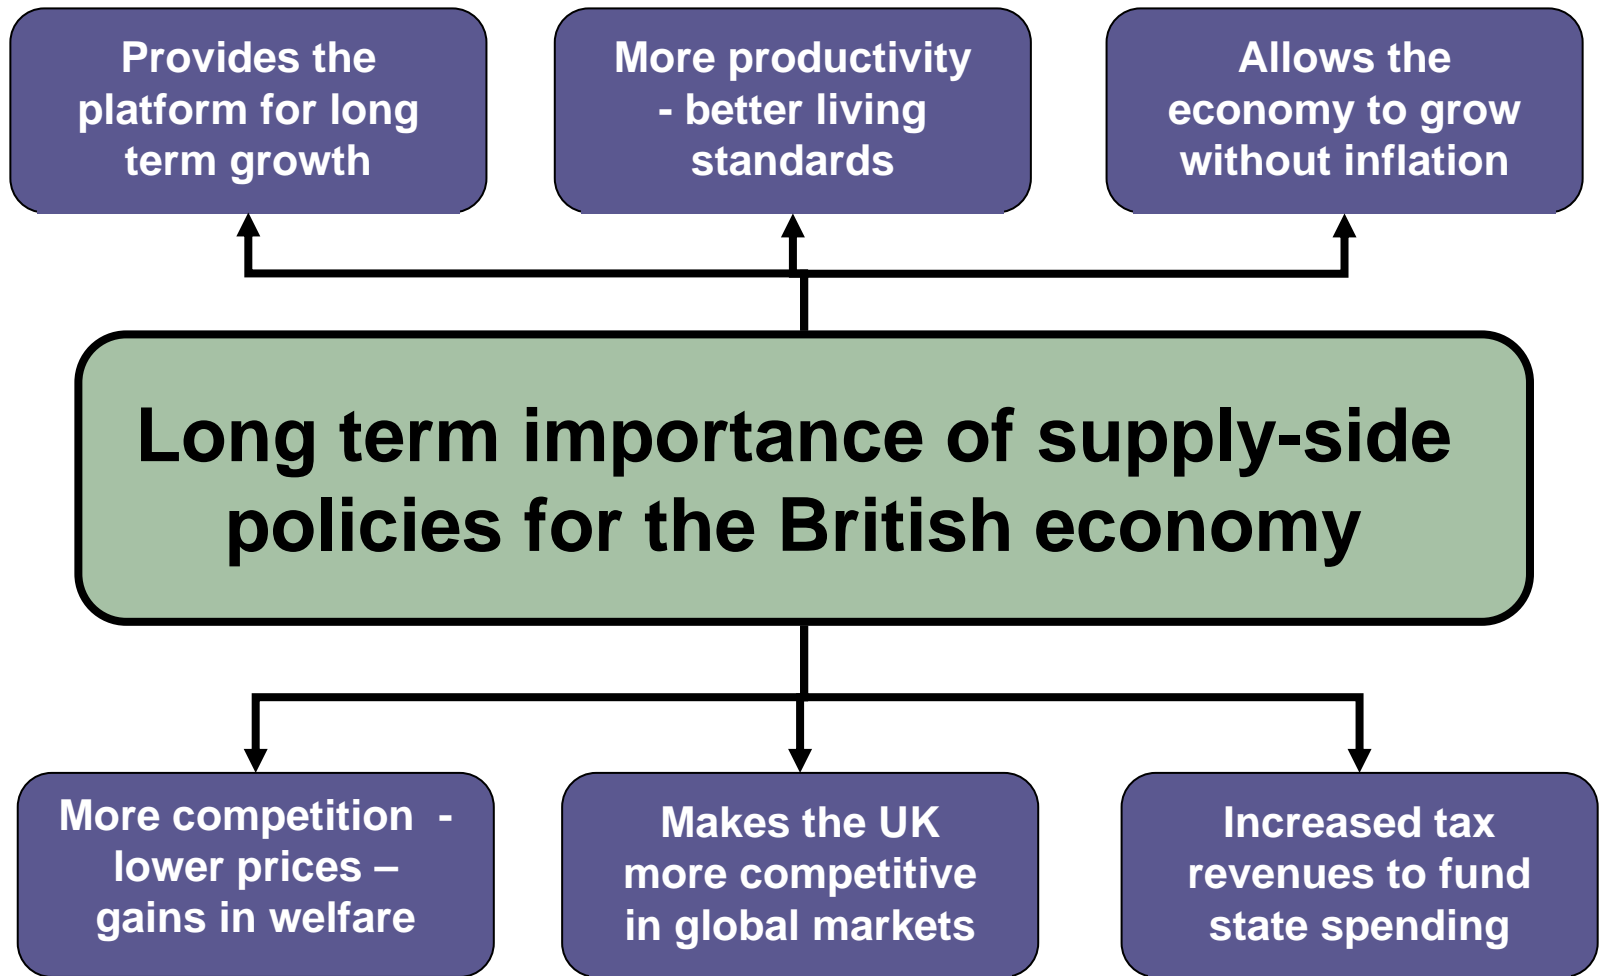 Provides the
platform for long
term growth
More productivity
- better living
standards
Allows the
economy to grow
without inflation
Long term importance of supply-side
policies for the British economy
More competition  -
lower prices –
gains in welfare
Makes the UK
more competitive
in global markets
Increased tax
revenues to fund
state spending